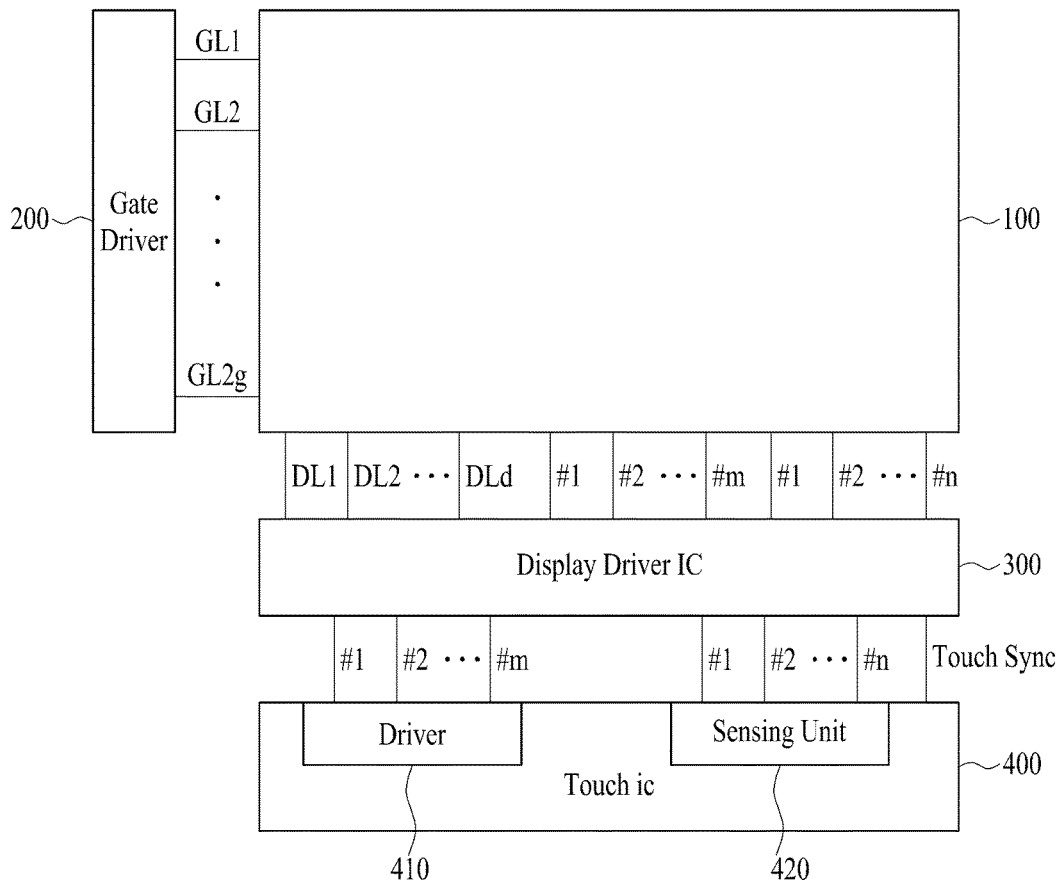 GL1
GL2
GL2g
200
Gate
Driver
100
DL1 DL2 ··· DLd #1 #2 ··· #m #1 #2 ··· #n
Display Driver IC
300
#1 #2 ··· #m #1 #2 ··· #n Touch Sync
Driver
Sensing Unit
Touch ic
400
410
420